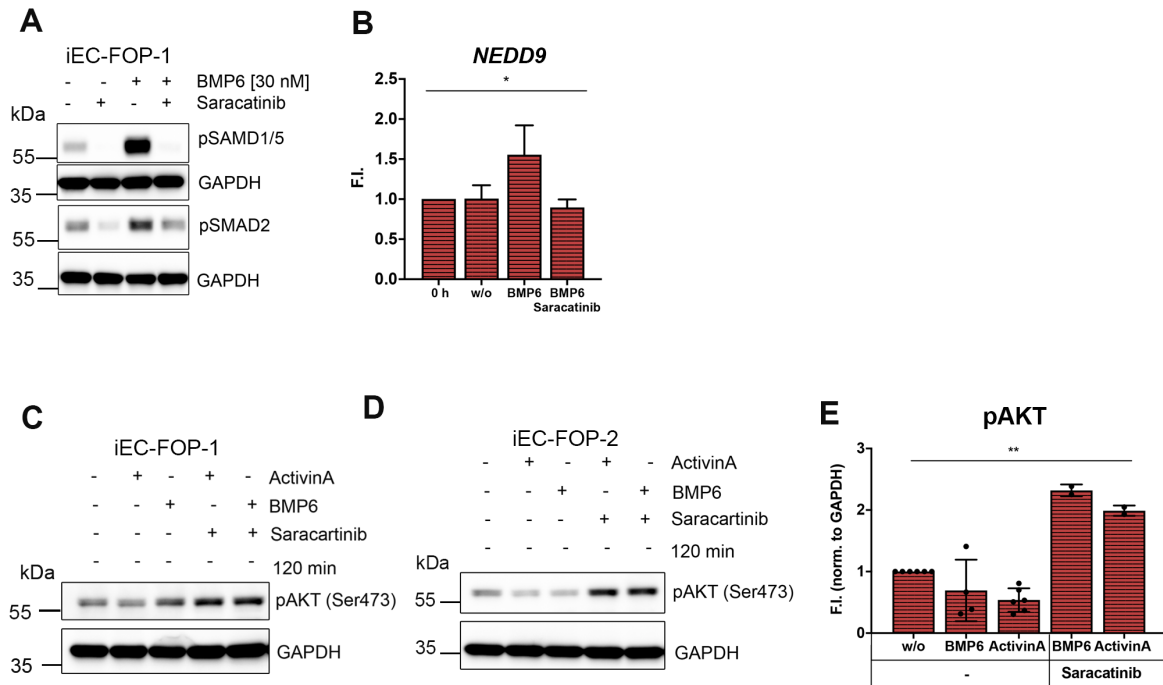 A
iEC-FOP-1
- - + + BMP6 [30 nM]
- + - + Saracatinib
kDa
55 pSAMD1/5
35 GAPDH
55 pSMAD2
35 GAPDH
B
NEDD9
*
2.5
2.0
1.5
1.0
0.5
0.0
F.I.
0 h w/o BMP6 BMP6
Saracatinib
C
iEC-FOP-1
- + - + - ActivinA
- - + - + BMP6
- - - + + Saracartinib
- - - - - 120 min
kDa
55 pAKT (Ser473)
35 GAPDH
D
iEC-FOP-2
- + - + - ActivinA
- - + - + BMP6
- - - + + Saracartinib
- - - - - 120 min
kDa
55 pAKT (Ser473)
35 GAPDH
E
pAKT
**
3
2
1
0
F.I. (norm. to GAPDH)
w/o BMP6 ActivinA BMP6 ActivinA
- Saracatinib